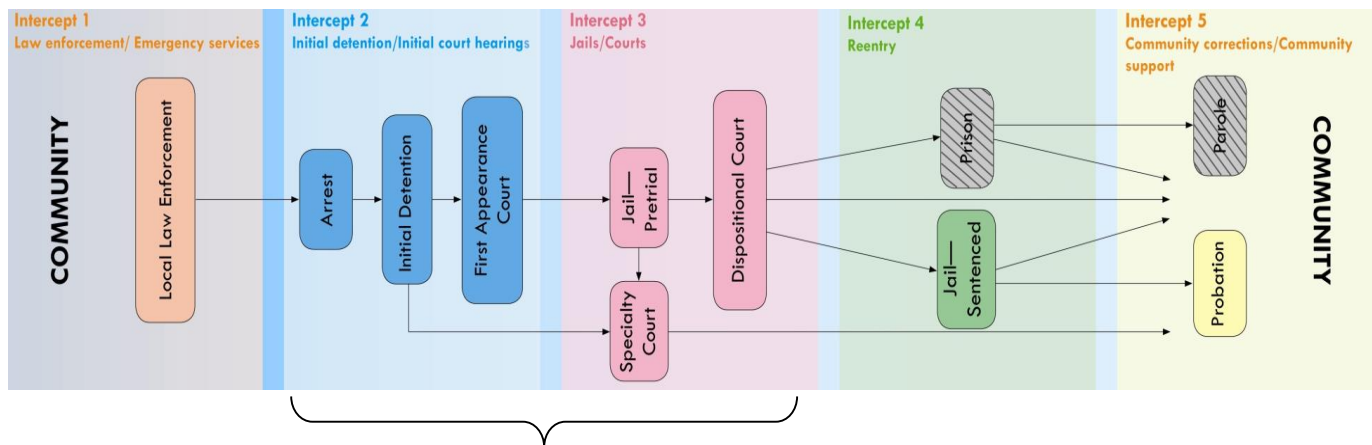 Intercept 1
Law enforcement/ Emergency services
COMMUNITY
Local Law Enforcement
Intercept 2
Initial detention/Initial court hearings
Arrest
Initial Detention
First Appearance
Court
Intercept 3
Jails/Courts
Jail—
Pretrial
Specialty
Court
Dispositional Court
Intercept 4
Reentry
Prison
Jail—
Sentenced
Intercept 5
Community corrections/Community
support
Parole
Probation
COMMUNITY